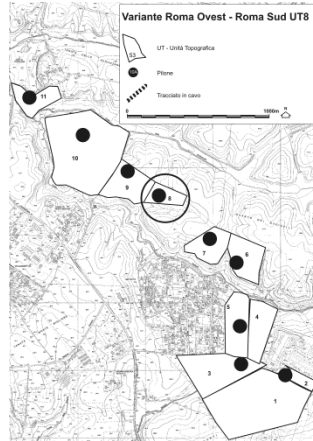 Variante Roma Ovest - Roma Sud UT8
53
UT - Unità Topografica
Pilone
Tracciato in cavo
0 1000m
N
11
10
9
8
7
6
5
4
3
2
1